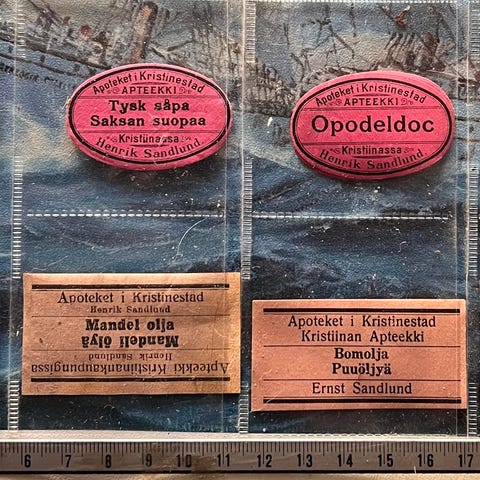 Apoteket i Kristinestad
APTEEKKI
Tysk såpa
Saksan suopaa
Kristiinassa
Henrik Sandlund
Apoteket i Kristinestad
APTEEKKI
Opodeldoc
Kristiinassa
Henrik Sandlund
Apoteket i Kristinestad
Henrik Sandlund
Mandel olja
Mandeli öljyä
Henrik Sandlund
Apteekki Kristiinankaupungissa
Apoteket i Kristinestad
Kristiinan Apteekki
Bomolja
Puuöljyä
Ernst Sandlund
6 7 8 9 10 11 12 13 14 15 16 17